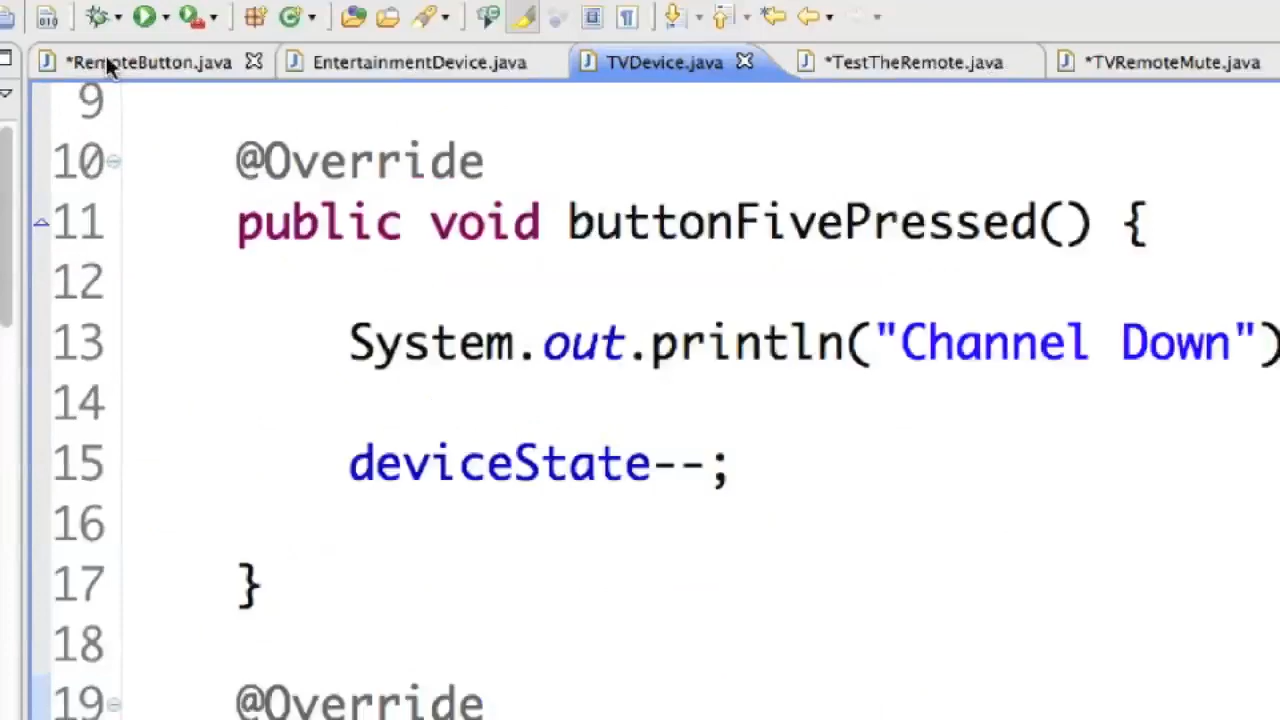 *RemoteButton.java EntertainmentDevice.java TVDevice.java *TestTheRemote.java *TVRemoteMute.java
9
10 @Override
11 public void buttonFivePressed() {
12
13 System.out.println("Channel Down")
14
15 deviceState--;
16
17 }
18
19 @Override